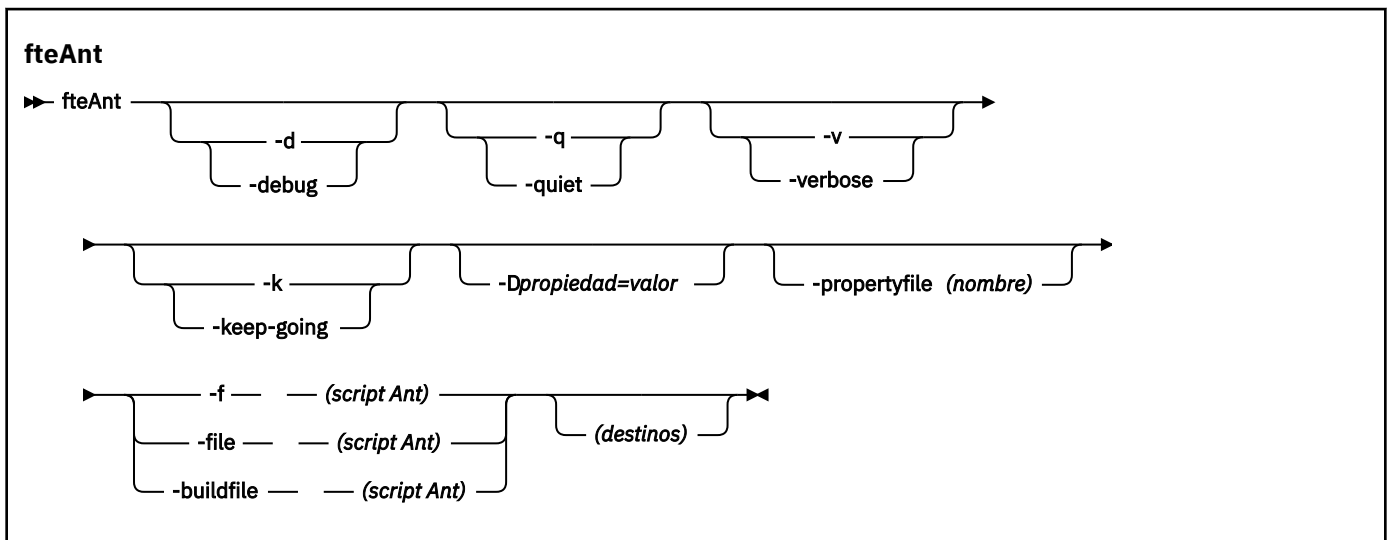 fteAnt
fteAnt
-d
-debug
-q
-quiet
-v
-verbose
-k
-keep-going
-Dpropiedad=valor
-propertyfile (nombre)
-f (script Ant)
-file (script Ant)
-buildfile (script Ant)
(destinos)